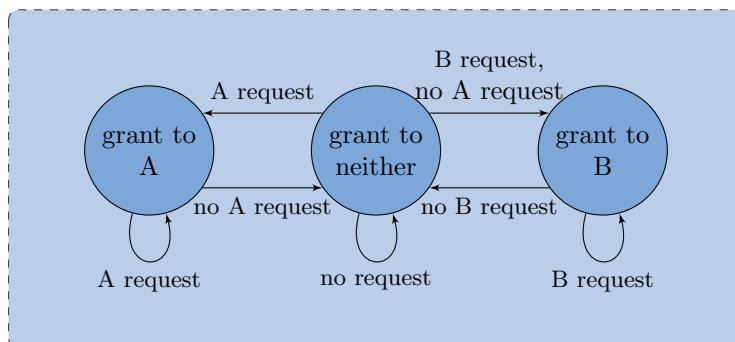 B request,
A request
no A request
grant to
A
grant to
neither
grant to
B
no A request
no B request
A request
no request
B request